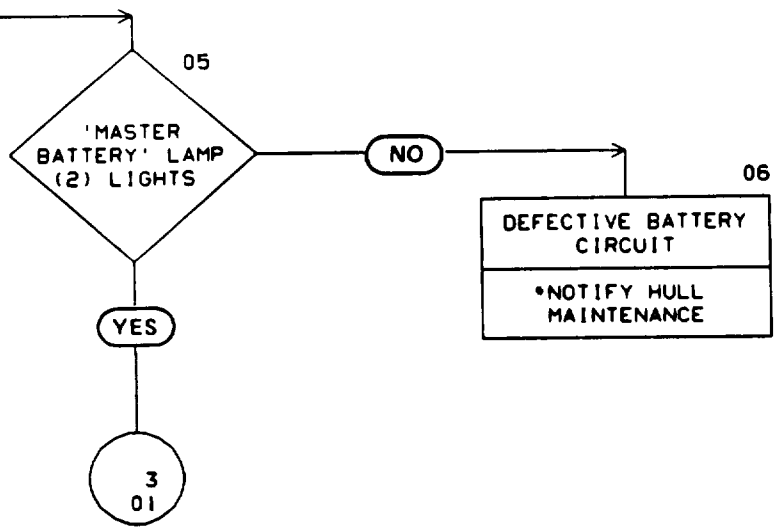 05
'MASTER
BATTERY' LAMP
(2) LIGHTS
NO
06
DEFECTIVE BATTERY
CIRCUIT
•NOTIFY HULL
MAINTENANCE
YES
3
01